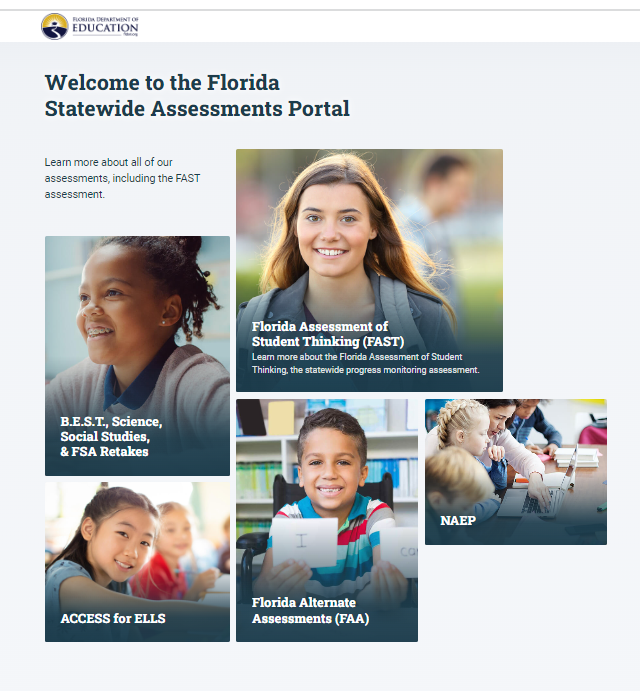 FLORIDA DEPARTMENT OF
EDUCATION
fldoe.org
Welcome to the Florida
Statewide Assessments Portal
Learn more about all of our
assessments, including the FAST
assessment.
Florida Assessment of
Student Thinking (FAST)
Learn more about the Florida Assessment of Student
Thinking, the statewide progress monitoring assessment.
B.E.S.T., Science,
Social Studies,
& FSA Retakes
I
NAEP
ACCESS for ELLS
Florida Alternate
Assessments (FAA)